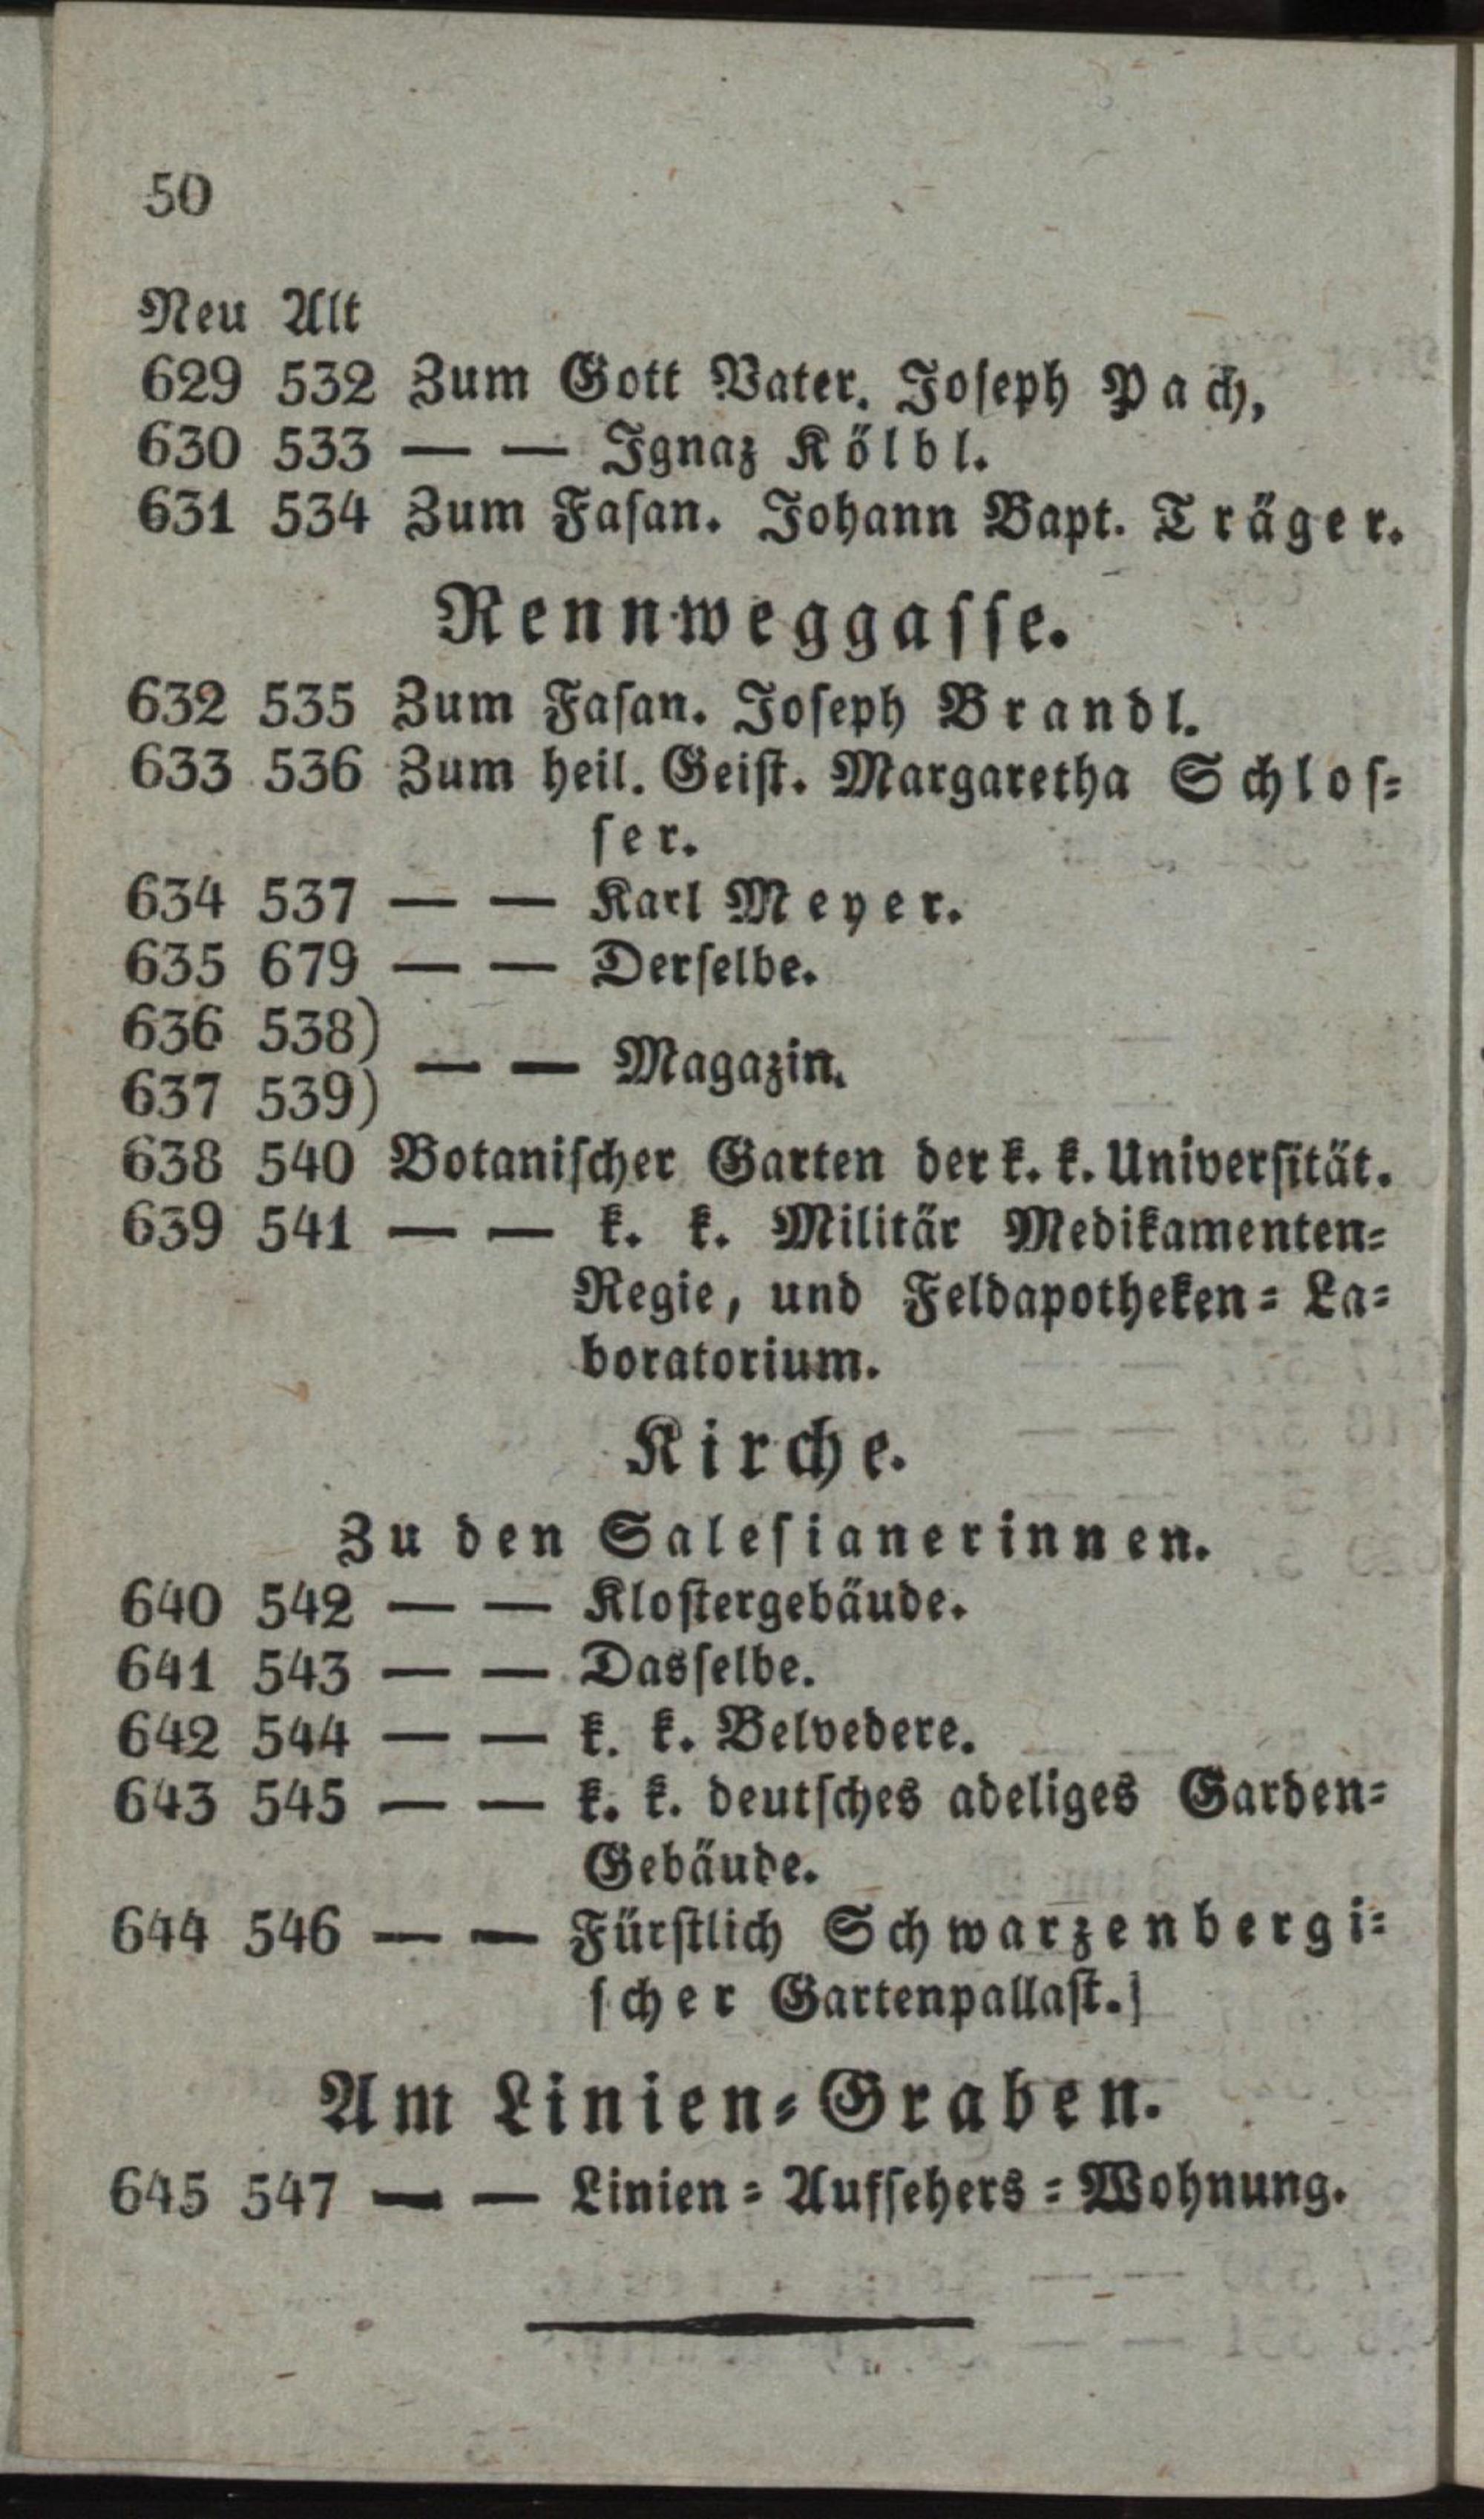 50
Neu Alt
629 532 Zum Gott Vater. Joseph Pach,
630 533 — — Ignaz Kölbl.
631 534 Zum Fasan. Johann Bapt. Träger.
Rennweggasse.
632 535 Zum Fasan. Joseph Brandl.
633 536 Zum heil. Geist. Margaretha Schlos-
ser.
634 537 — — Karl Meyer.
635 679 — — Derselbe.
636 538)
— — Magazin.
637 539)
638 540 Botanischer Garten der k. k. Universität.
639 541 — — k. k. Militär Medikamenten-
Regie, und Feldapotheken-La-
boratorium.
Kirche.
Zu den Salesianerinnen.
640 542 — — Klostergebäude.
641 543 — — Dasselbe.
642 544 — — k. k. Belvedere.
643 545 — — k. k. deutsches adeliges Garden-
Gebäude.
644 546 — — Fürstlich Schwarzenbergi-
scher Gartenpallast.
Am Linien-Graben.
645 547 — — Linien-Aufsehers-Wohnung.